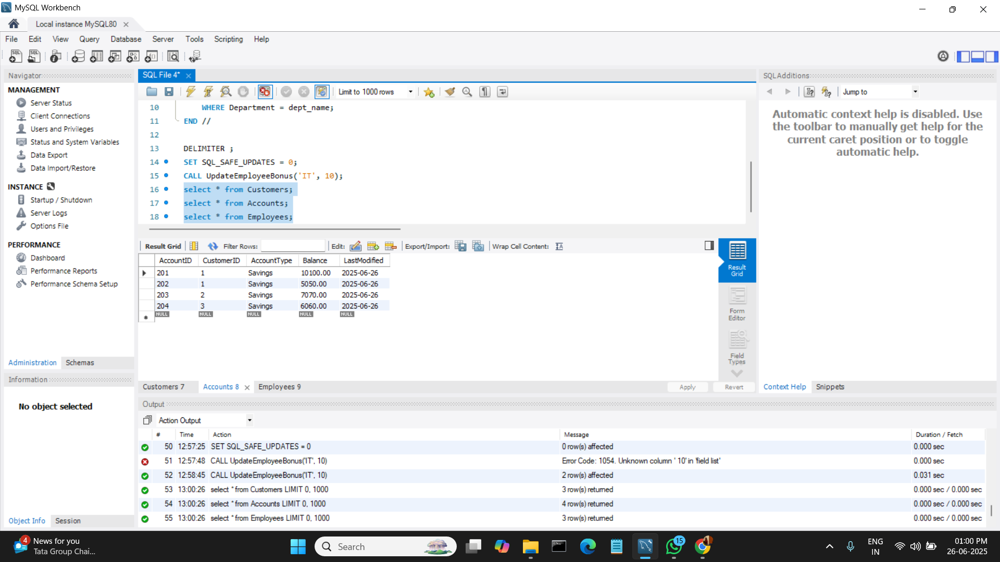 MySQL Workbench
Local instance MySQL80
File Edit View Query Database Server Tools Scripting Help
Navigator
MANAGEMENT
Server Status
Client Connections
Users and Privileges
Status and System Variables
Data Export
Data Import/Restore
INSTANCE
Startup / Shutdown
Server Logs
Options File
PERFORMANCE
Dashboard
Performance Reports
Performance Schema Setup
Administration Schemas
Information
No object selected
Object Info Session
SQL File 4*
Limit to 1000 rows
10 WHERE Department = dept_name;
11 END //
12
13 DELIMITER ;
14 SET SQL_SAFE_UPDATES = 0;
15 CALL UpdateEmployeeBonus('IT', 10);
16 select * from Customers;
17 select * from Accounts;
18 select * from Employees;
Result Grid Filter Rows: Edit: Export/Import: Wrap Cell Content:
AccountID CustomerID AccountType Balance LastModified
201 1 Savings 10100.00 2025-06-26
202 1 Savings 5050.00 2025-06-26
203 2 Savings 7070.00 2025-06-26
204 3 Savings 6060.00 2025-06-26
NULL NULL NULL NULL NULL
Result
Grid
Form
Editor
Field
Types
Customers 7 Accounts 8 Employees 9 Apply Revert
SQLAdditions
Jump to
Automatic context help is disabled. Use
the toolbar to manually get help for the
current caret position or to toggle
automatic help.
Context Help Snippets
Output
Action Output
# Time Action Message Duration / Fetch
50 12:57:25 SET SQL_SAFE_UPDATES = 0 0 row(s) affected 0.000 sec
51 12:57:48 CALL UpdateEmployeeBonus('IT', 10) Error Code: 1054. Unknown column ' 10' in 'field list' 0.000 sec
52 12:58:45 CALL UpdateEmployeeBonus('IT', 10) 2 row(s) affected 0.031 sec
53 13:00:26 select * from Customers LIMIT 0, 1000 3 row(s) returned 0.000 sec / 0.000 sec
54 13:00:26 select * from Accounts LIMIT 0, 1000 4 row(s) returned 0.000 sec / 0.000 sec
55 13:00:26 select * from Employees LIMIT 0, 1000 3 row(s) returned 0.000 sec / 0.000 sec
4
News for you
Tata Group Chai...
Search
15
ENG
IN
01:00 PM
26-06-2025